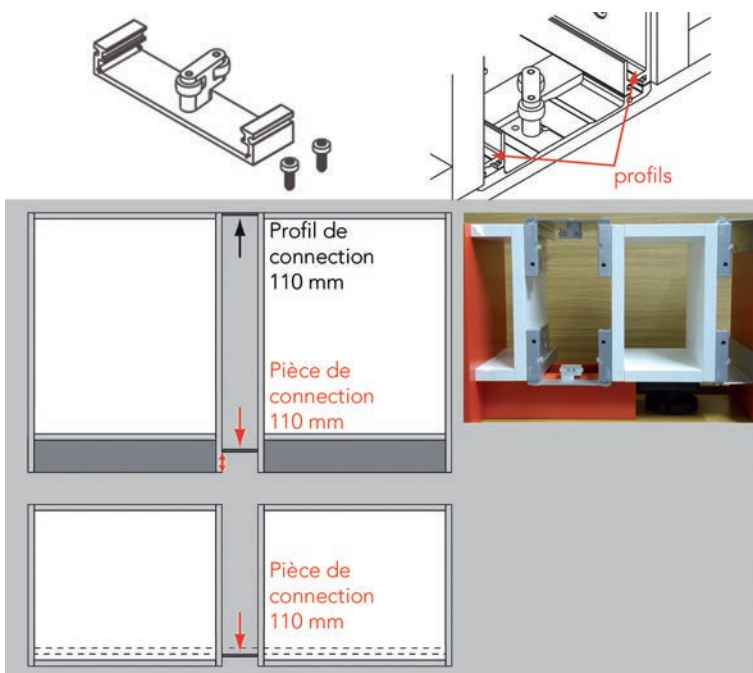 profils
Profil de
connection
110 mm
Pièce de
connection
110 mm
Pièce de
connection
110 mm